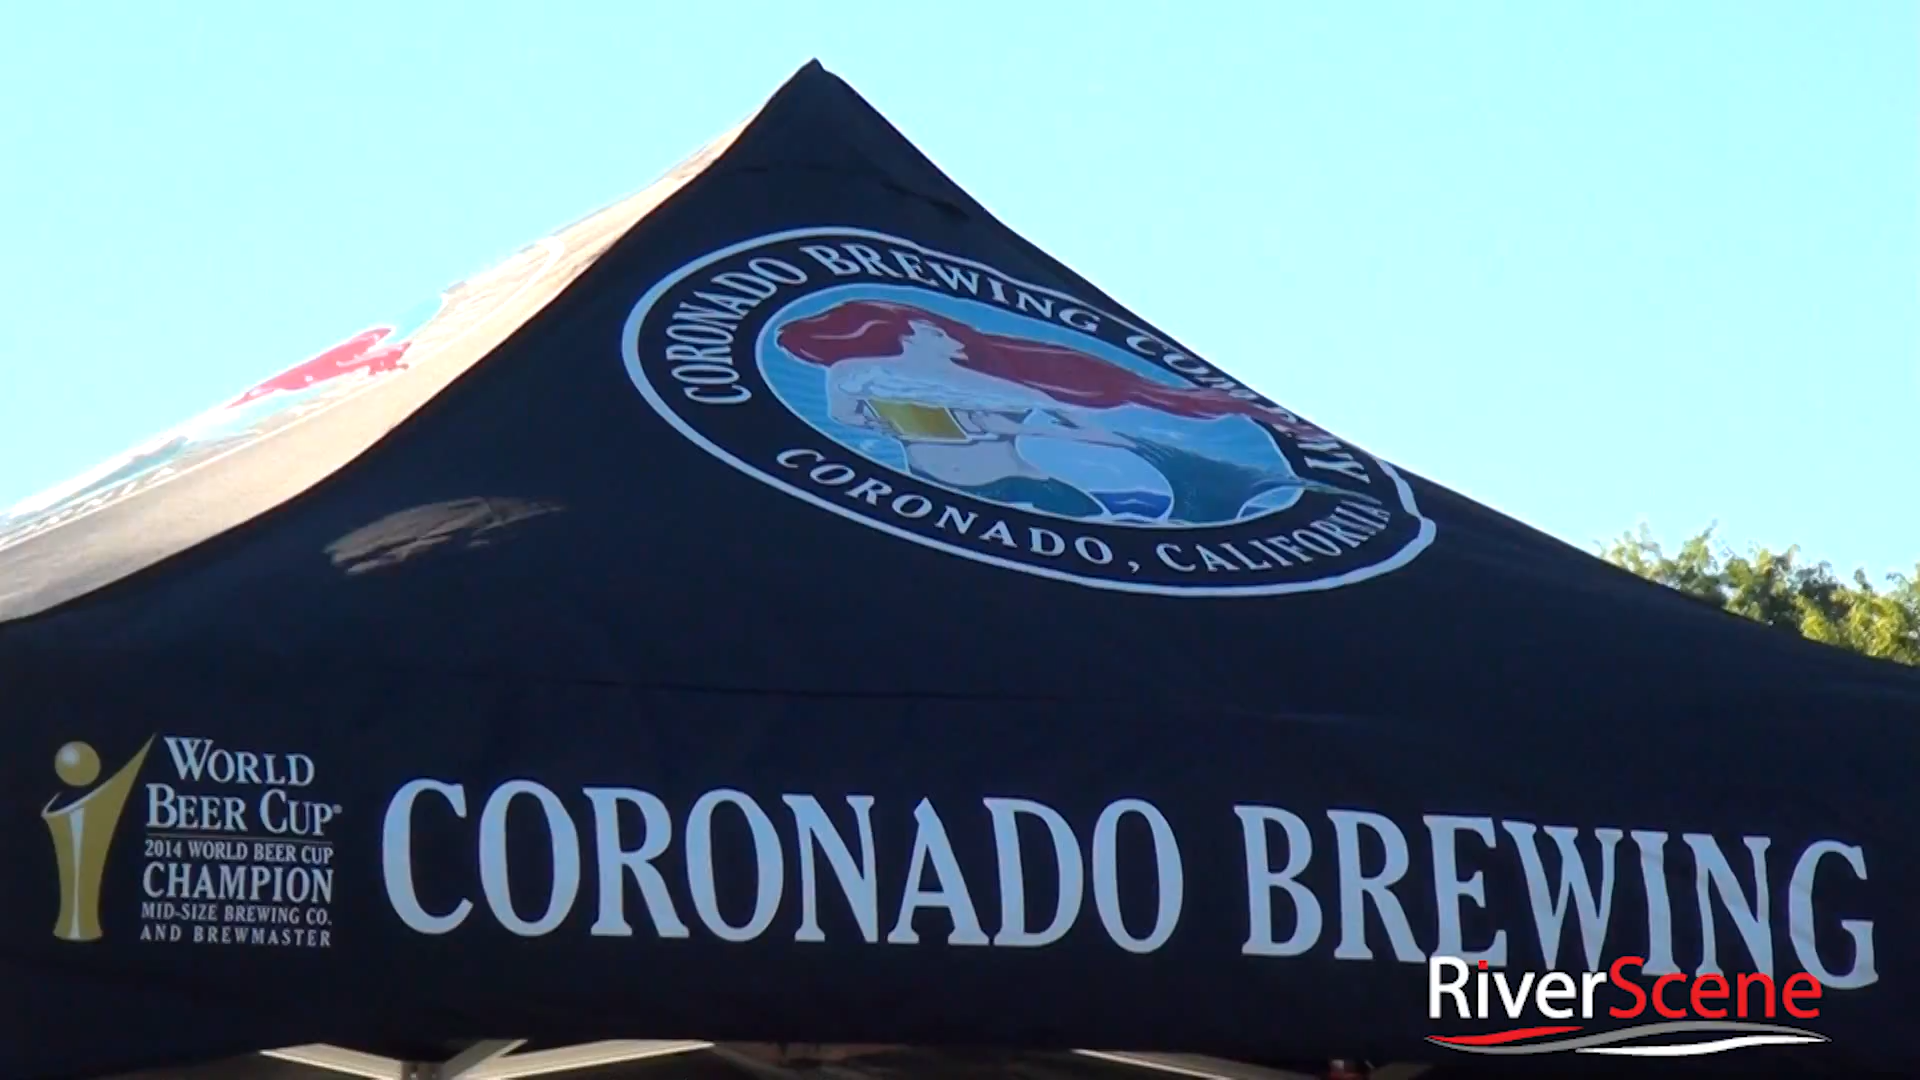 CORONADO BREWING COMPANY
CORONADO, CALIFORNIA
WORLD
BEER CUP®
2014 WORLD BEER CUP
CHAMPION
MID-SIZE BREWING CO.
AND BREWMASTER
CORONADO BREWING
RiverScene